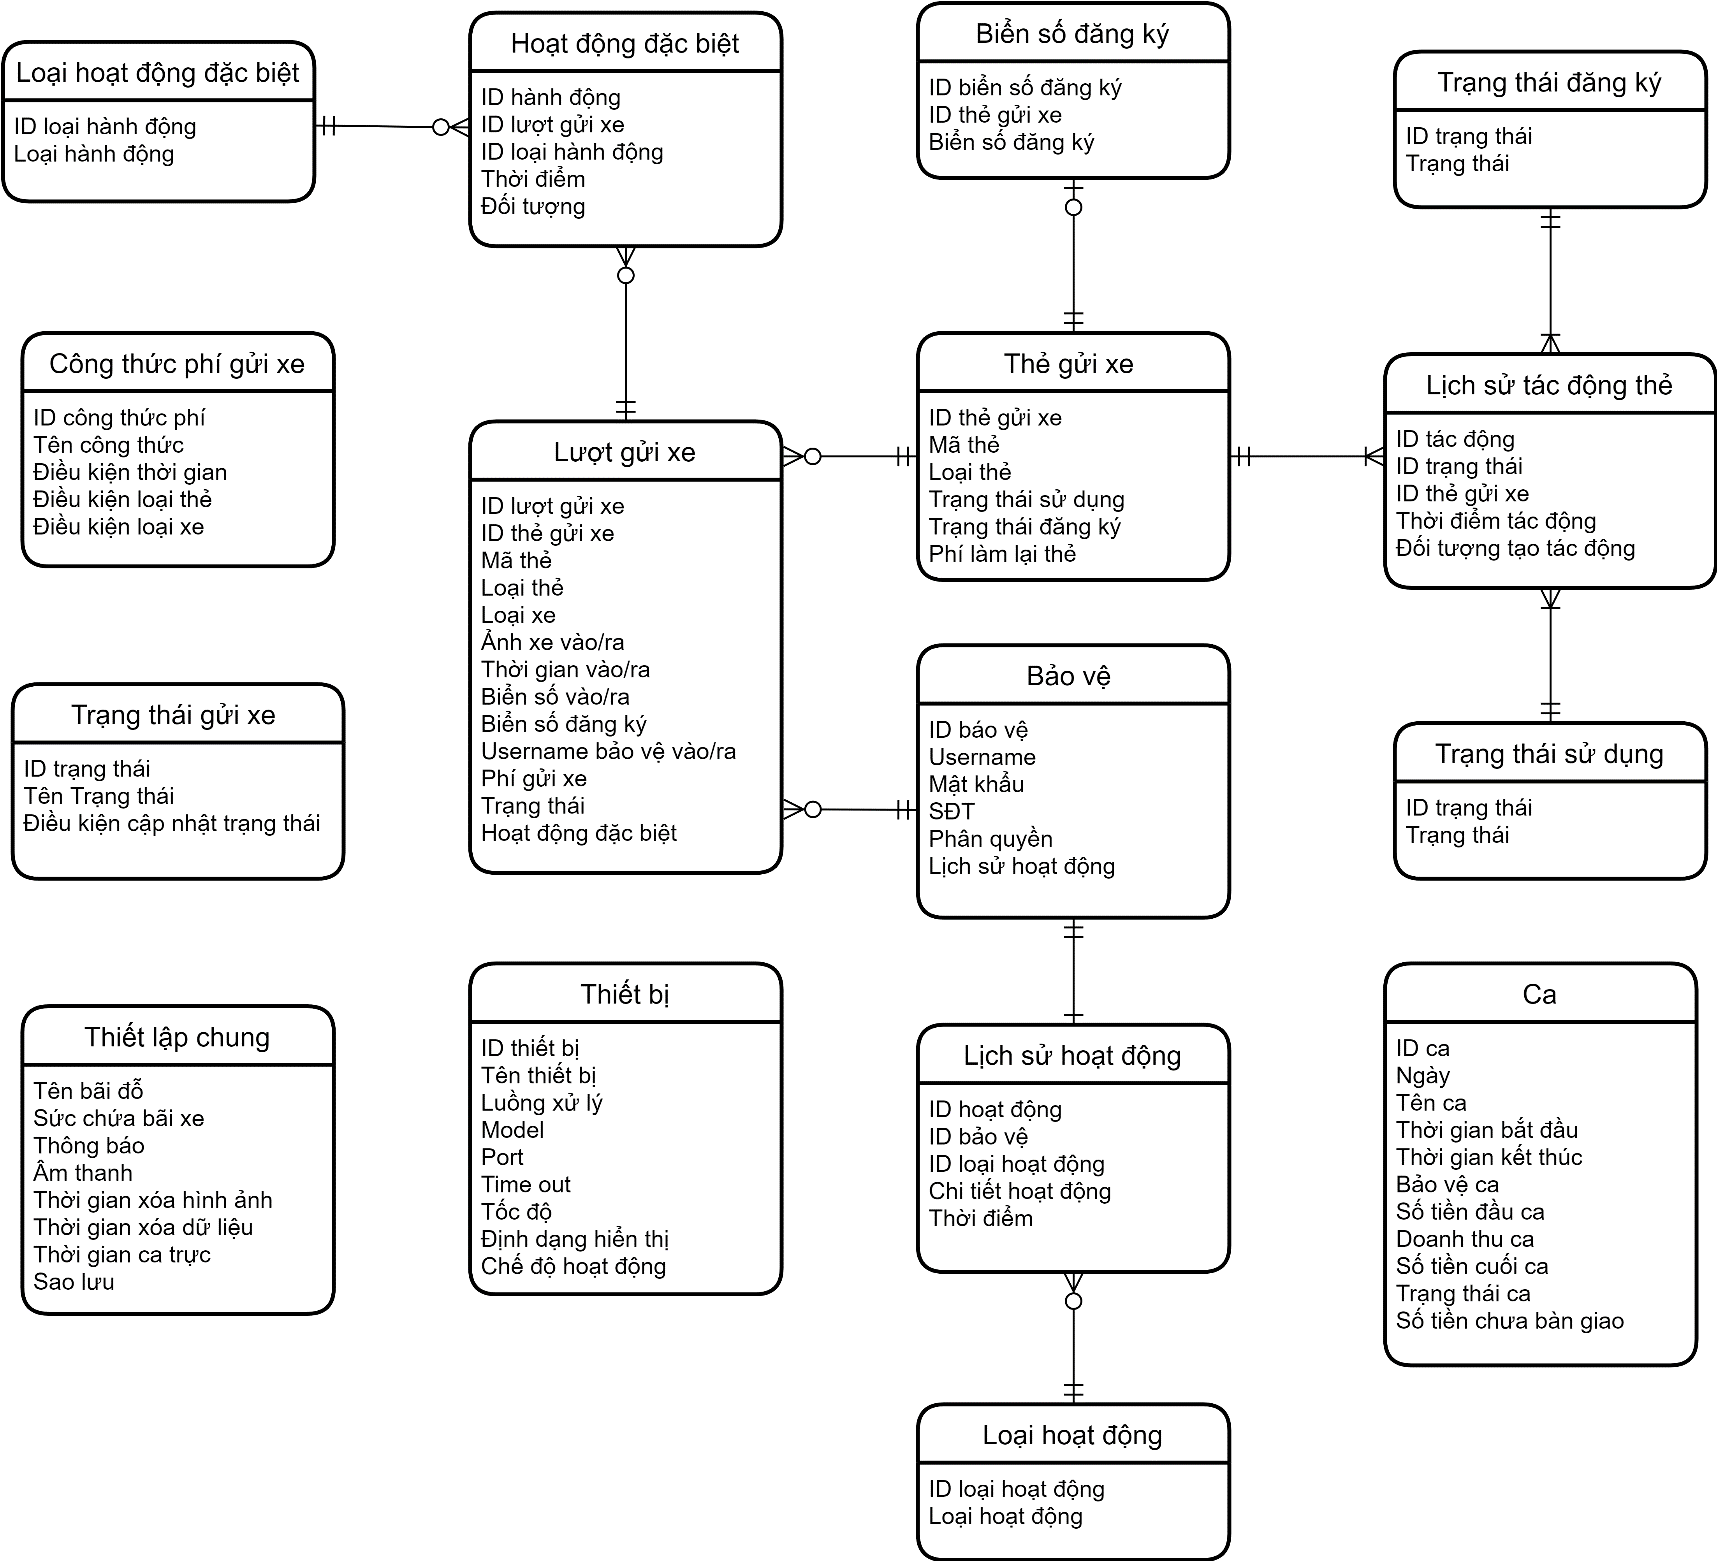 Loại hoạt động đặc biệt
ID loại hành động
Loại hành động
Hoạt động đặc biệt
ID hành động
ID lượt gửi xe
ID loại hành động
Thời điểm
Đối tượng
Biển số đăng ký
ID biển số đăng ký
ID thẻ gửi xe
Biển số đăng ký
Trạng thái đăng ký
ID trạng thái
Trạng thái
Công thức phí gửi xe
ID công thức phí
Tên công thức
Điều kiện thời gian
Điều kiện loại thẻ
Điều kiện loại xe
Lượt gửi xe
ID lượt gửi xe
ID thẻ gửi xe
Mã thẻ
Loại thẻ
Loại xe
Ảnh xe vào/ra
Thời gian vào/ra
Biển số vào/ra
Biển số đăng ký
Username bảo vệ vào/ra
Phí gửi xe
Trạng thái
Hoạt động đặc biệt
Thẻ gửi xe
ID thẻ gửi xe
Mã thẻ
Loại thẻ
Trạng thái sử dụng
Trạng thái đăng ký
Phí làm lại thẻ
Lịch sử tác động thẻ
ID tác động
ID trạng thái
ID thẻ gửi xe
Thời điểm tác động
Đối tượng tạo tác động
Trạng thái gửi xe
ID trạng thái
Tên Trạng thái
Điều kiện cập nhật trạng thái
Bảo vệ
ID báo vệ
Username
Mật khẩu
SĐT
Phân quyền
Lịch sử hoạt động
Trạng thái sử dụng
ID trạng thái
Trạng thái
Thiết lập chung
Tên bãi đỗ
Sức chứa bãi xe
Thông báo
Âm thanh
Thời gian xóa hình ảnh
Thời gian xóa dữ liệu
Thời gian ca trực
Sao lưu
Thiết bị
ID thiết bị
Tên thiết bị
Luồng xử lý
Model
Port
Time out
Tốc độ
Định dạng hiển thị
Chế độ hoạt động
Lịch sử hoạt động
ID hoạt động
ID bảo vệ
ID loại hoạt động
Chi tiết hoạt động
Thời điểm
Ca
ID ca
Ngày
Tên ca
Thời gian bắt đầu
Thời gian kết thúc
Bảo vệ ca
Số tiền đầu ca
Doanh thu ca
Số tiền cuối ca
Trạng thái ca
Số tiền chưa bàn giao
Loại hoạt động
ID loại hoạt động
Loại hoạt động